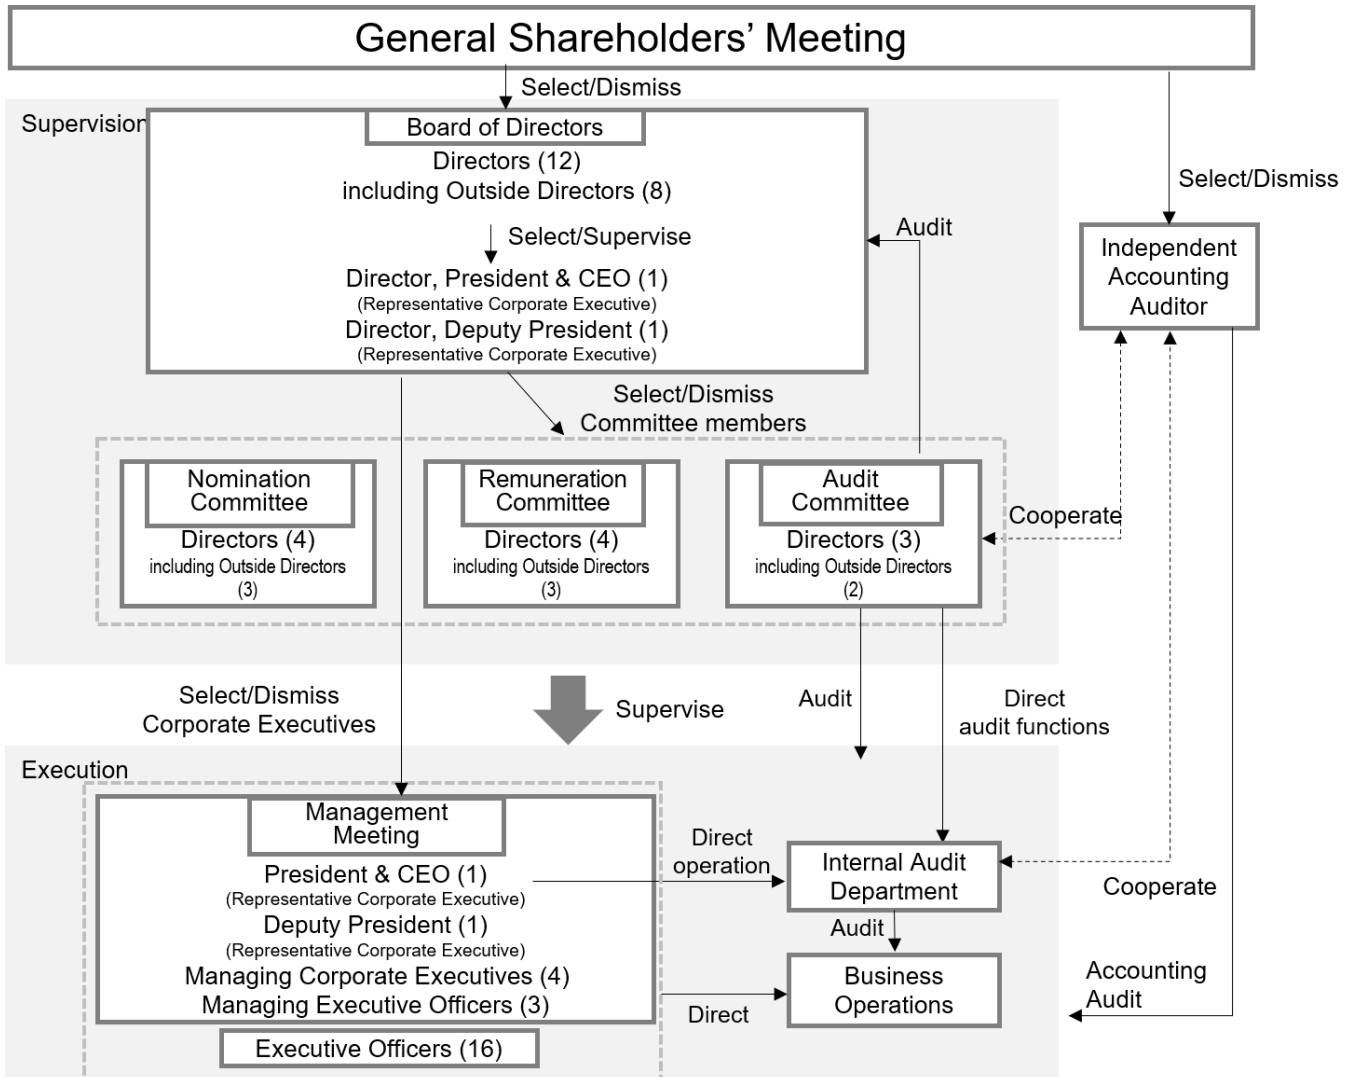 General Shareholders’ Meeting
Select/Dismiss
Supervision
Board of Directors
Directors (12)
including Outside Directors (8)
Select/Supervise
Director, President & CEO (1)
(Representative Corporate Executive)
Director, Deputy President (1)
(Representative Corporate Executive)
Audit
Select/Dismiss
Independent
Accounting
Auditor
Select/Dismiss
Committee members
Nomination
Committee
Directors (4)
including Outside Directors
(3)
Remuneration
Committee
Directors (4)
including Outside Directors
(3)
Audit
Committee
Directors (3)
including Outside Directors
(2)
Cooperate
Select/Dismiss
Corporate Executives
Supervise
Audit
Direct
audit functions
Execution
Management
Meeting
President & CEO (1)
(Representative Corporate Executive)
Deputy President (1)
(Representative Corporate Executive)
Managing Corporate Executives (4)
Managing Executive Officers (3)
Executive Officers (16)
Direct
operation
Internal Audit
Department
Audit
Business
Operations
Direct
Cooperate
Accounting
Audit